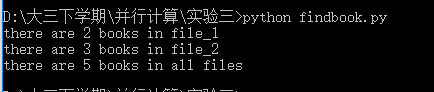 D:\大三下学期\并行计算\实验三>python findbook.py
there are 2 books in file_1
there are 3 books in file_2
there are 5 books in all files